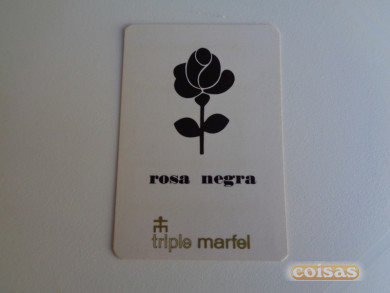 rosa negra
triple marfel
coisas